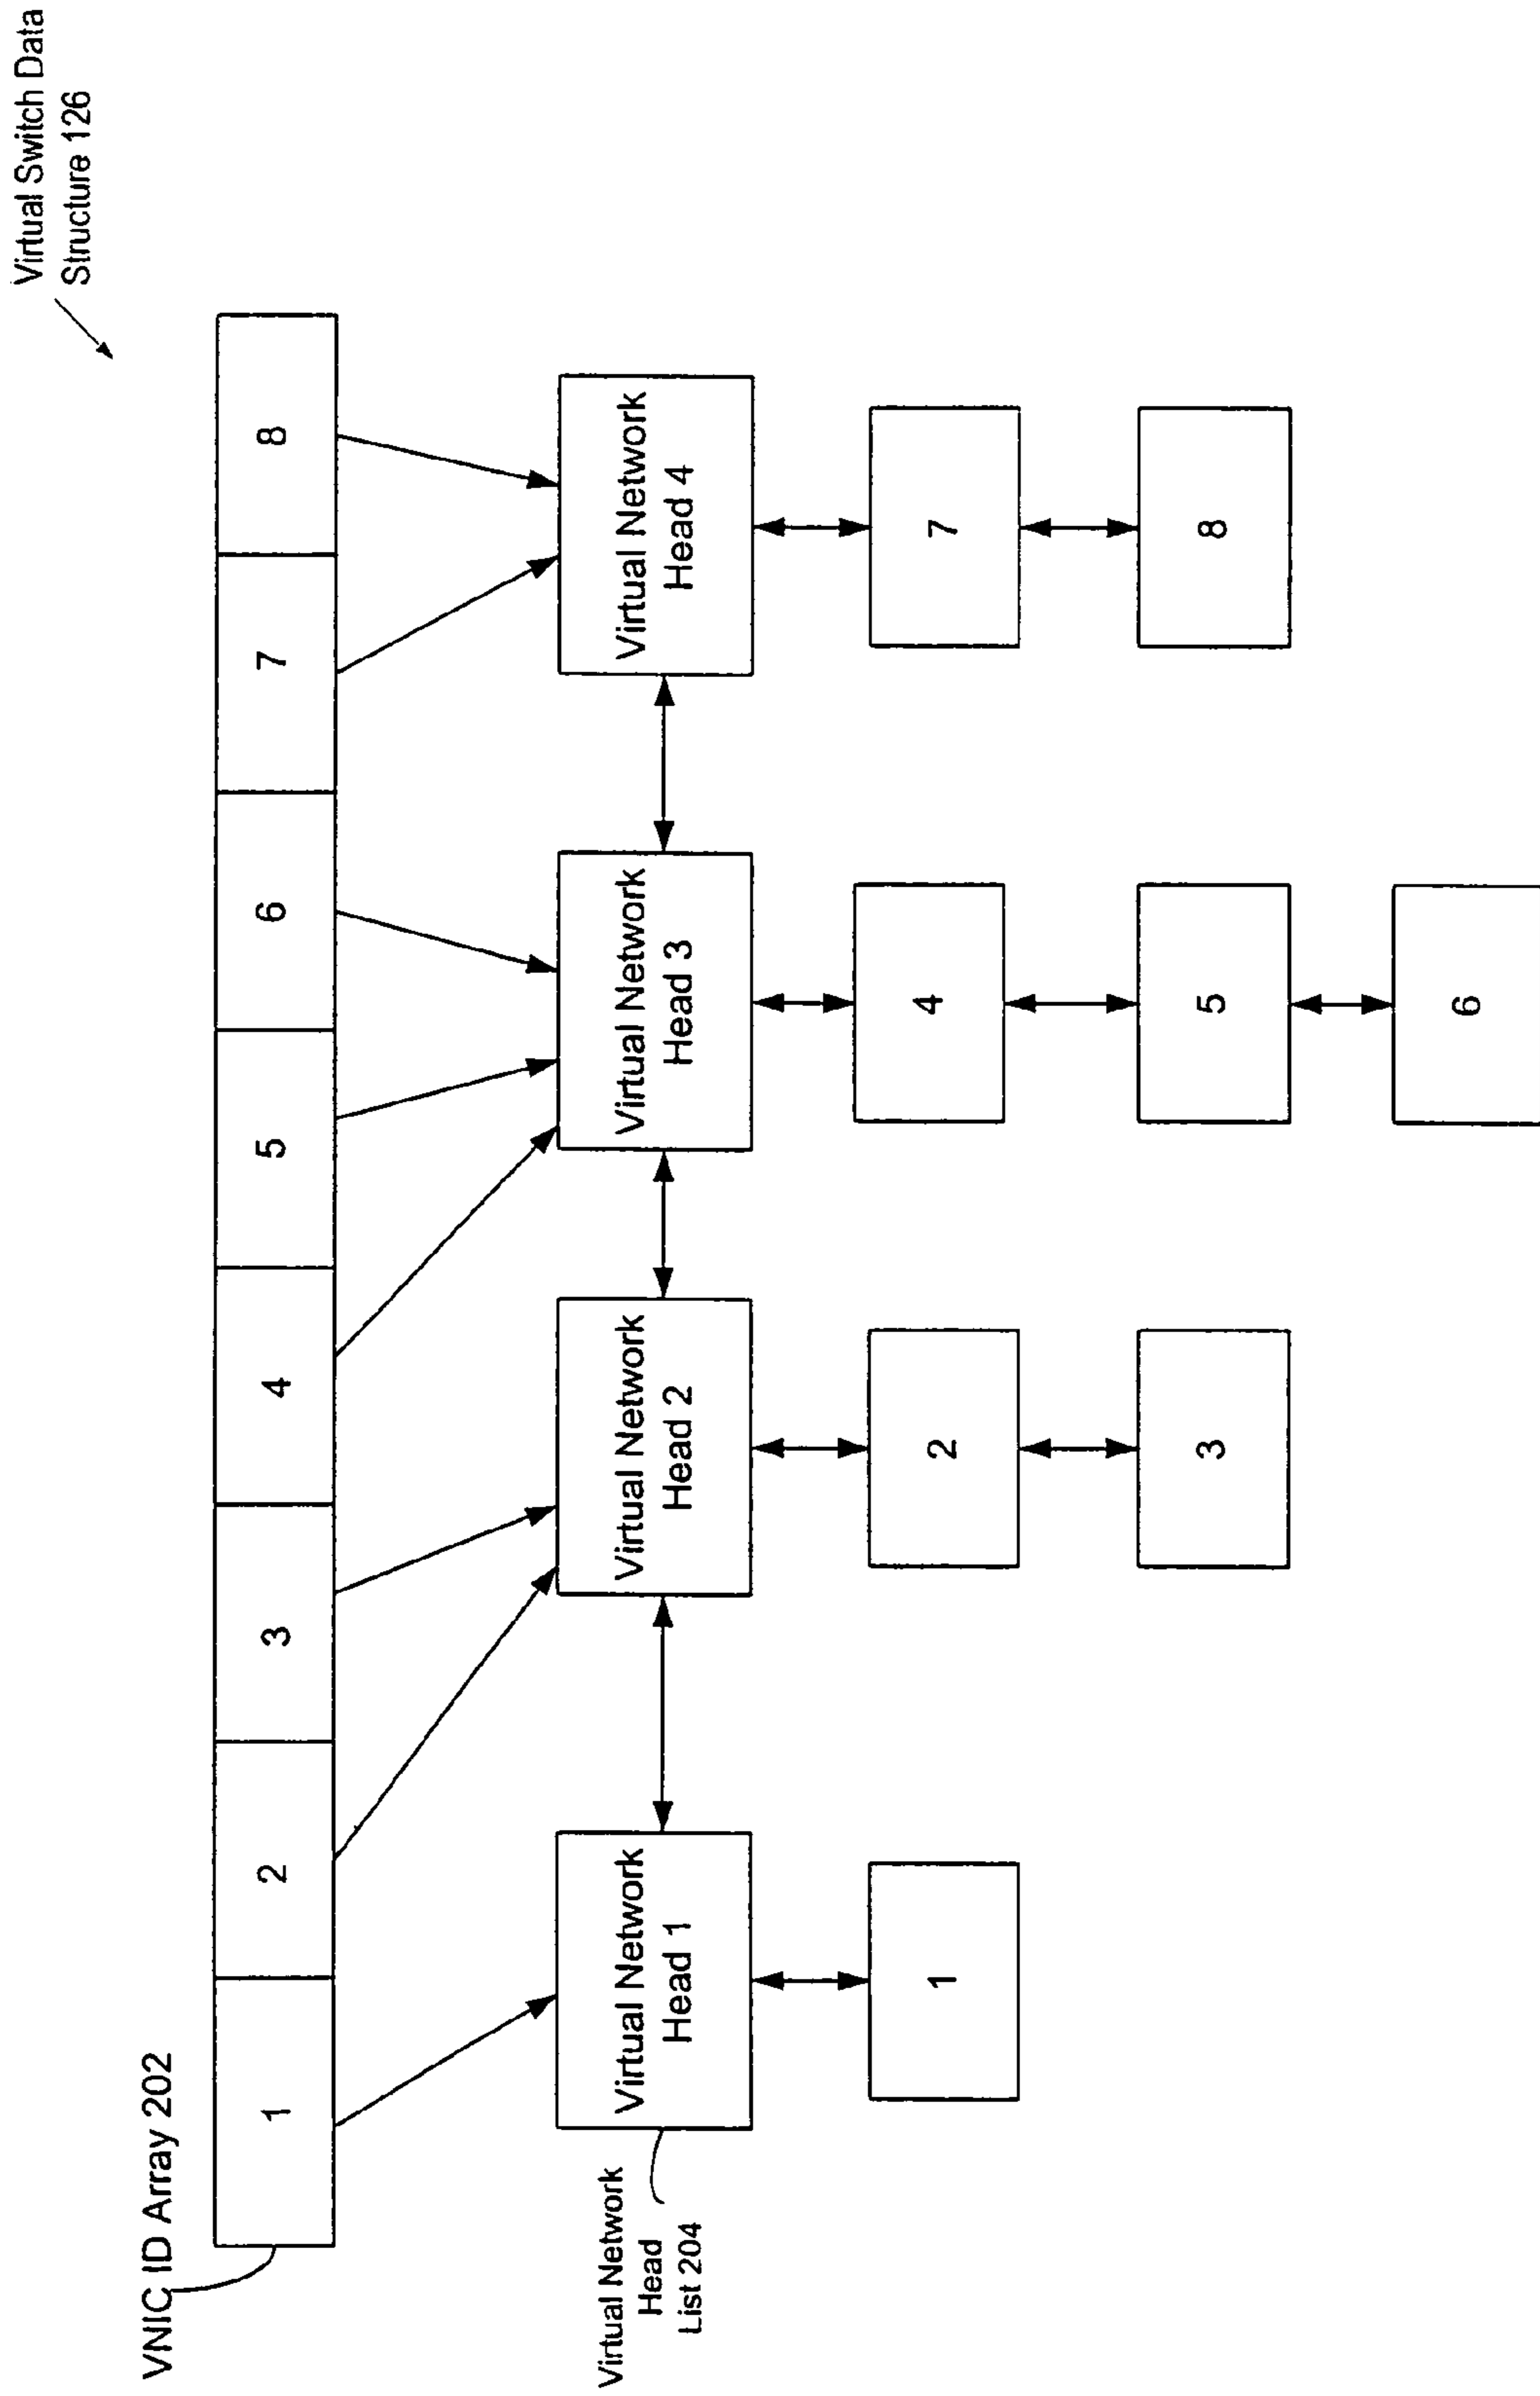 Virtual Switch Data
Structure 126
VNIC ID Array 202
1
2
3
4
5
6
7
8
Virtual Network
Head
List 204
Virtual Network
Head 1
Virtual Network
Head 2
Virtual Network
Head 3
Virtual Network
Head 4
1
2
4
7
3
5
8
6